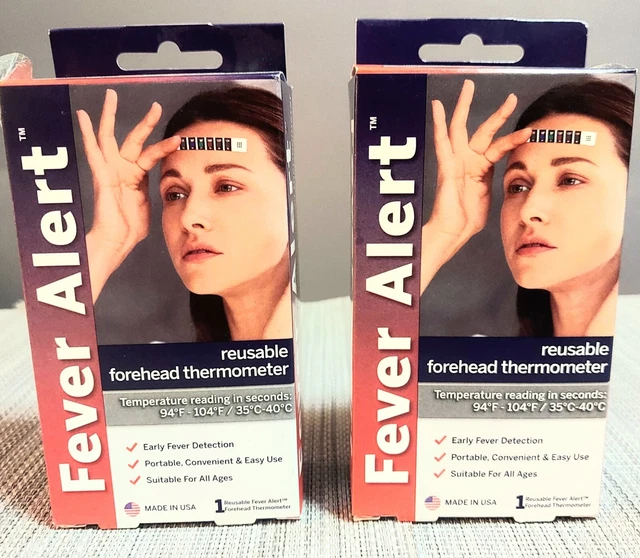 Fever Alert™
reusable
forehead thermometer
Temperature reading in seconds:
94°F - 104°F / 35°C-40°C
✓ Early Fever Detection
✓ Portable, Convenient & Easy Use
✓ Suitable For All Ages
MADE IN USA
1 Reusable Fever Alert™
Forehead Thermometer
Fever Alert™
reusable
forehead thermometer
Temperature reading in seconds:
94°F - 104°F / 35°C-40°C
✓ Early Fever Detection
✓ Portable, Convenient & Easy Use
✓ Suitable For All Ages
MADE IN USA
1 Reusable Fever Alert™
Forehead Thermometer